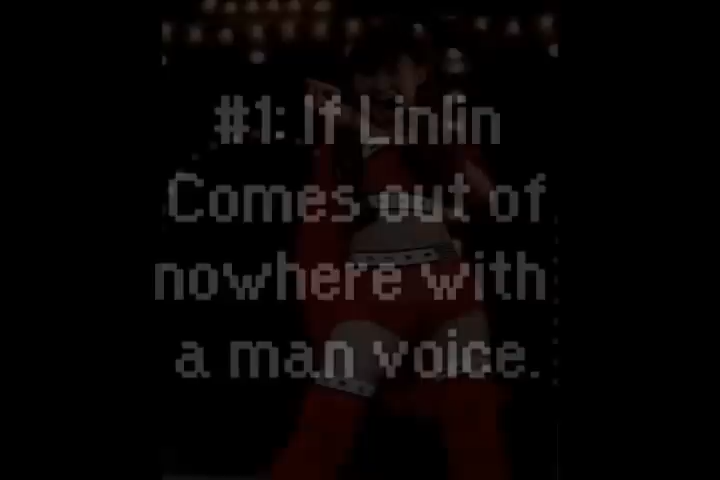 #1: If Linlin
Comes out of
nowhere with
a man voice.